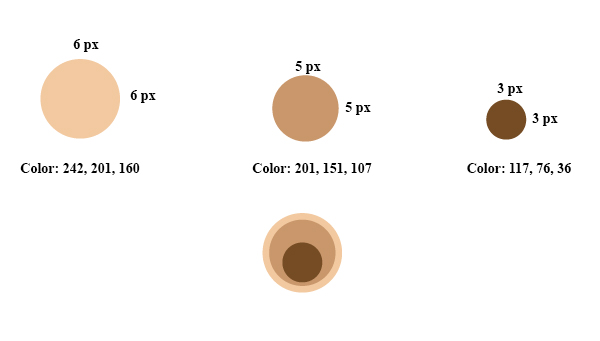 6 px
6 px
5 px
5 px
3 px
3 px
Color: 242, 201, 160
Color: 201, 151, 107
Color: 117, 76, 36